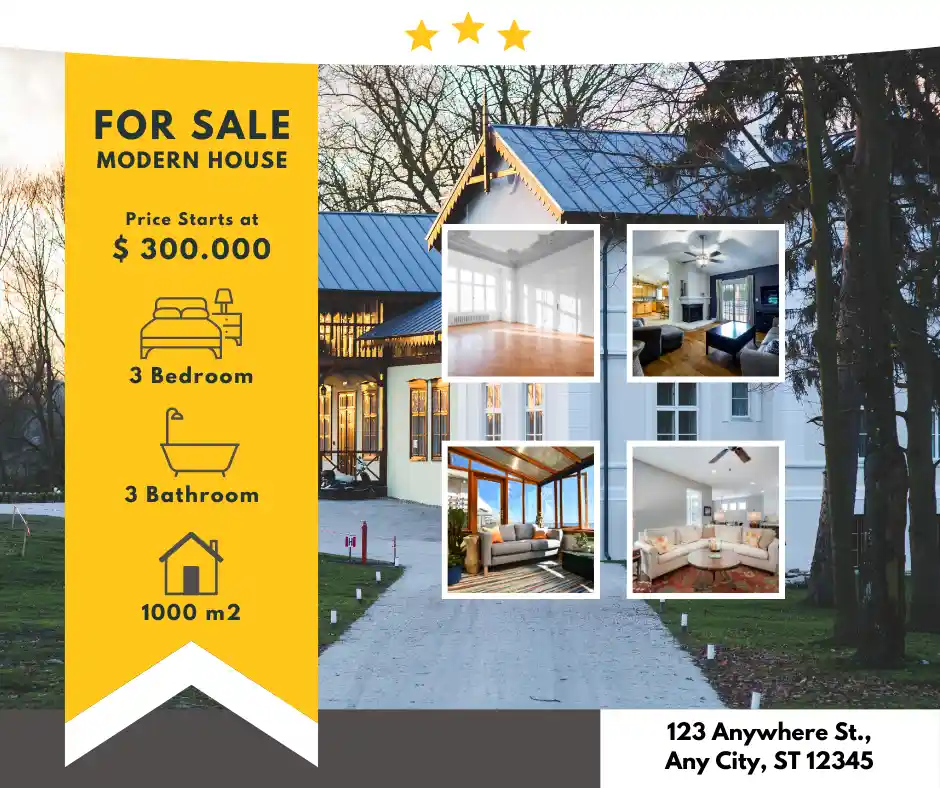 FOR SALE
MODERN HOUSE
Price Starts at
$ 300.000
3 Bedroom
3 Bathroom
1000 m2
123 Anywhere St.,
Any City, ST 12345